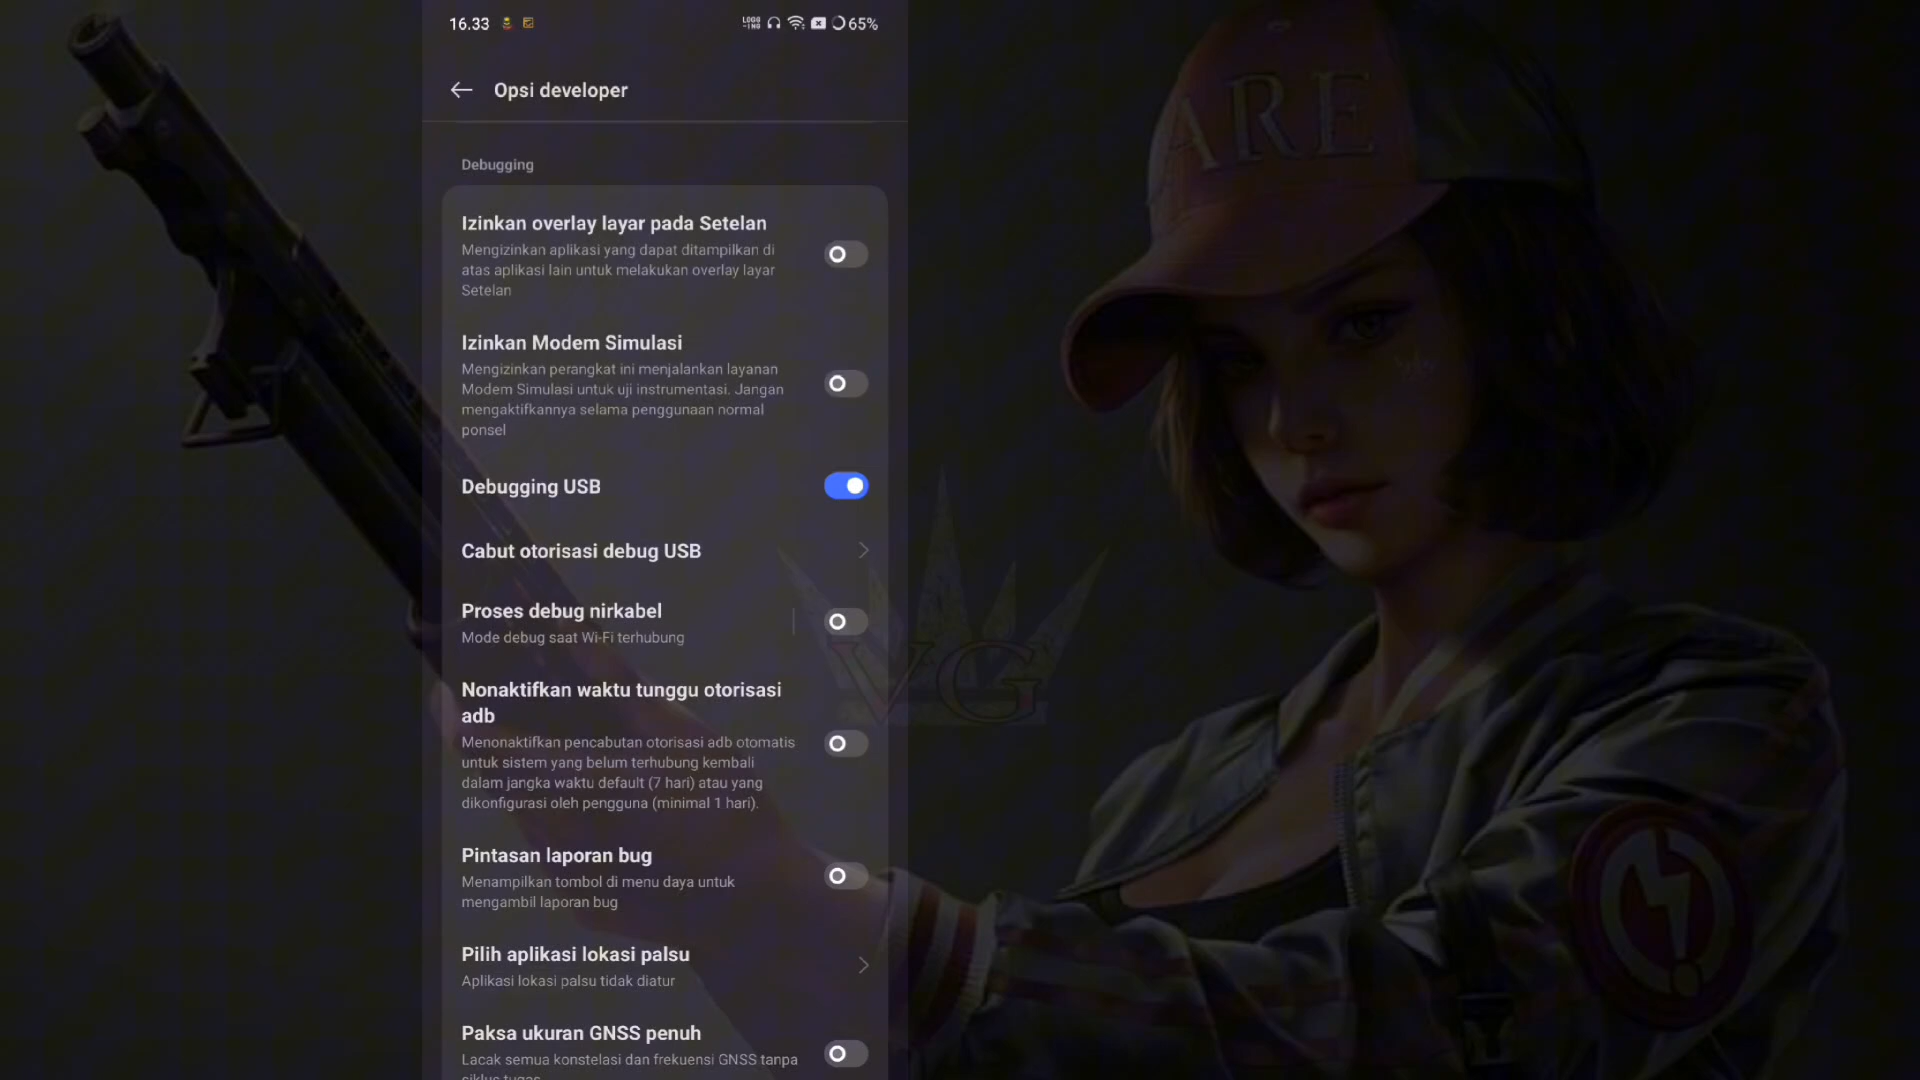 16.33
65%
Opsi developer
Debugging
Izinkan overlay layar pada Setelan
Mengizinkan aplikasi yang dapat ditampilkan di
atas aplikasi lain untuk melakukan overlay layar
Setelan
Izinkan Modem Simulasi
Mengizinkan perangkat ini menjalankan layanan
Modem Simulasi untuk uji instrumentasi. Jangan
mengaktifkannya selama penggunaan normal
ponsel
Debugging USB
Cabut otorisasi debug USB
Proses debug nirkabel
Mode debug saat Wi-Fi terhubung
Nonaktifkan waktu tunggu otorisasi
adb
Menonaktifkan pencabutan otorisasi adb otomatis
untuk sistem yang belum terhubung kembali
dalam jangka waktu default (7 hari) atau yang
dikonfigurasi oleh pengguna (minimal 1 hari).
Pintasan laporan bug
Menampilkan tombol di menu daya untuk
mengambil laporan bug
Pilih aplikasi lokasi palsu
Aplikasi lokasi palsu tidak diatur
Paksa ukuran GNSS penuh
Lacak semua konstelasi dan frekuensi GNSS tanpa
siklus tugas
ARE
VG